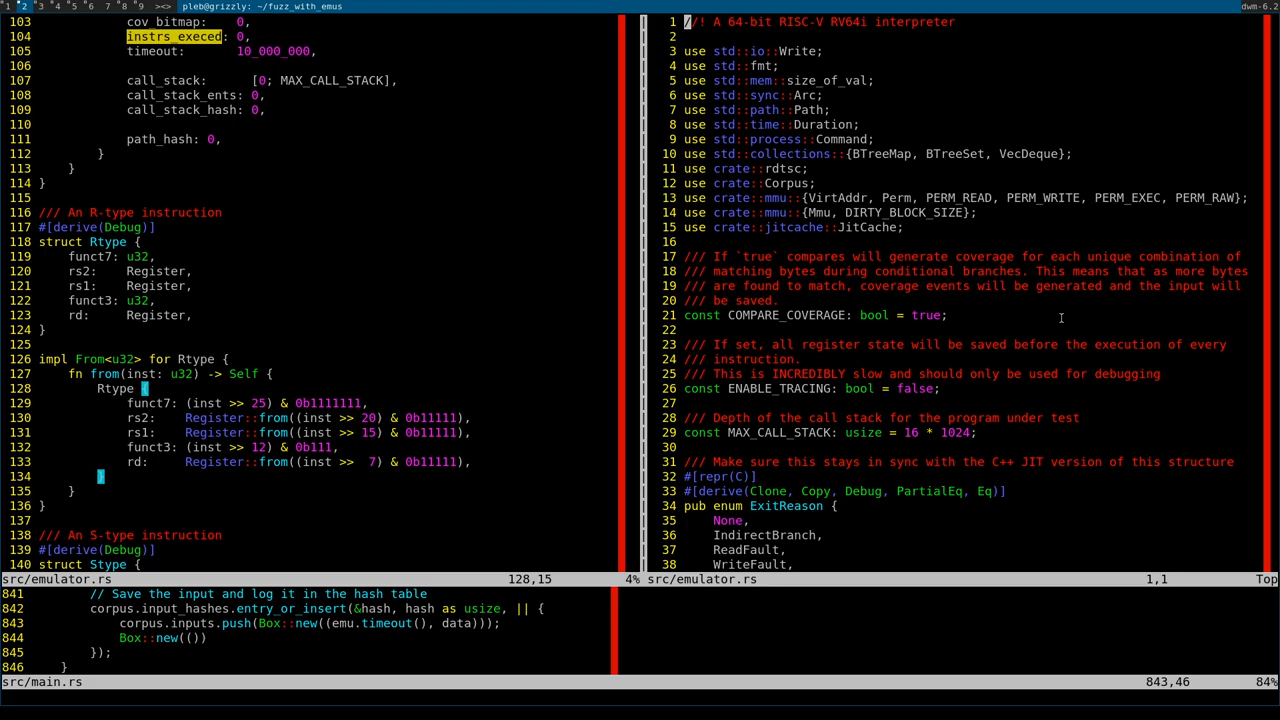 1 2 3 4 5 6 7 8 9 ><> pleb@grizzly: ~/fuzz_with_emus dwm-6.2
103 cov_bitmap: 0,
104 instrs_execed: 0,
105 timeout: 10_000_000,
106
107 call_stack: [0; MAX_CALL_STACK],
108 call_stack_ents: 0,
109 call_stack_hash: 0,
110
111 path_hash: 0,
112 }
113 }
114 }
115
116 /// An R-type instruction
117 #[derive(Debug)]
118 struct Rtype {
119 funct7: u32,
120 rs2: Register,
121 rs1: Register,
122 funct3: u32,
123 rd: Register,
124 }
125
126 impl From<u32> for Rtype {
127 fn from(inst: u32) -> Self {
128 Rtype {
129 funct7: (inst >> 25) & 0b1111111,
130 rs2: Register::from((inst >> 20) & 0b11111),
131 rs1: Register::from((inst >> 15) & 0b11111),
132 funct3: (inst >> 12) & 0b111,
133 rd: Register::from((inst >>  7) & 0b11111),
134 }
135 }
136 }
137
138 /// An S-type instruction
139 #[derive(Debug)]
140 struct Stype {
src/emulator.rs 128,15 4%
1 //! A 64-bit RISC-V RV64i interpreter
2
3 use std::io::Write;
4 use std::fmt;
5 use std::mem::size_of_val;
6 use std::sync::Arc;
7 use std::path::Path;
8 use std::time::Duration;
9 use std::process::Command;
10 use std::collections::{BTreeMap, BTreeSet, VecDeque};
11 use crate::rdtsc;
12 use crate::Corpus;
13 use crate::mmu::{VirtAddr, Perm, PERM_READ, PERM_WRITE, PERM_EXEC, PERM_RAW};
14 use crate::mmu::{Mmu, DIRTY_BLOCK_SIZE};
15 use crate::jitcache::JitCache;
16
17 /// If `true` compares will generate coverage for each unique combination of
18 /// matching bytes during conditional branches. This means that as more bytes
19 /// are found to match, coverage events will be generated and the input will
20 /// be saved.
21 const COMPARE_COVERAGE: bool = true;
22
23 /// If set, all register state will be saved before the execution of every
24 /// instruction.
25 /// This is INCREDIBLY slow and should only be used for debugging
26 const ENABLE_TRACING: bool = false;
27
28 /// Depth of the call stack for the program under test
29 const MAX_CALL_STACK: usize = 16 * 1024;
30
31 /// Make sure this stays in sync with the C++ JIT version of this structure
32 #[repr(C)]
33 #[derive(Clone, Copy, Debug, PartialEq, Eq)]
34 pub enum ExitReason {
35 None,
36 IndirectBranch,
37 ReadFault,
38 WriteFault,
src/emulator.rs 1,1 Top
841 // Save the input and log it in the hash table
842 corpus.input_hashes.entry_or_insert(&hash, hash as usize, || {
843 corpus.inputs.push(Box::new((emu.timeout(), data)));
844 Box::new(())
845 });
846 }
src/main.rs 843,46 84%